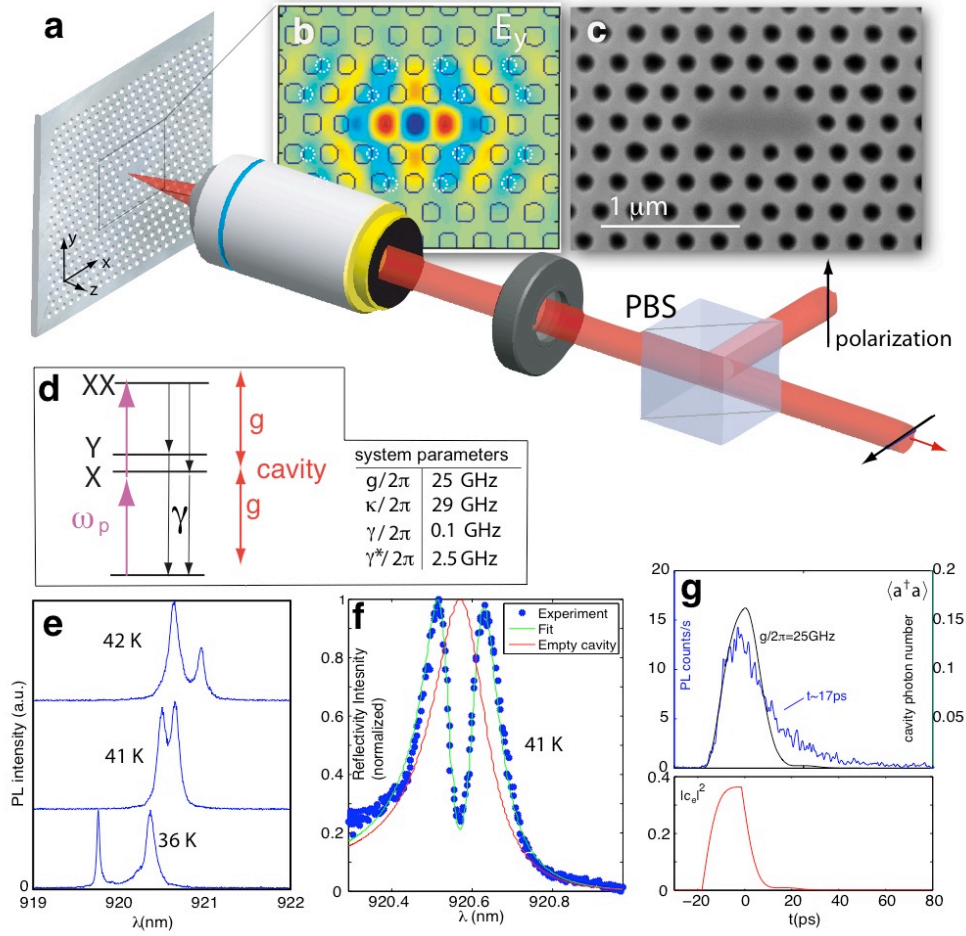 a
b
E_y
c
1 μm
y
x
z
PBS
polarization
d
XX
Y
X
ω_p
γ
g
cavity
g
system parameters
g/2π 25 GHz
κ/2π 29 GHz
γ/2π 0.1 GHz
γ*/2π 2.5 GHz
e
42 K
41 K
36 K
PL intensity (a.u.)
0
919 920 921 922
λ(nm)
f
Experiment
Fit
Empty cavity
41 K
Reflectivity Intesnity
(normalized)
1
0.8
0.6
0.4
0.2
0
920.4 920.6 920.8
λ (nm)
g
⟨a†a⟩
g/2π=25GHz
t~17ps
PL counts/s
20
15
10
5
0
cavity photon number
0.2
0.15
0.1
0.05
|c_e|²
0.4
0.2
0
−20 0 20 40 60 80
t(ps)